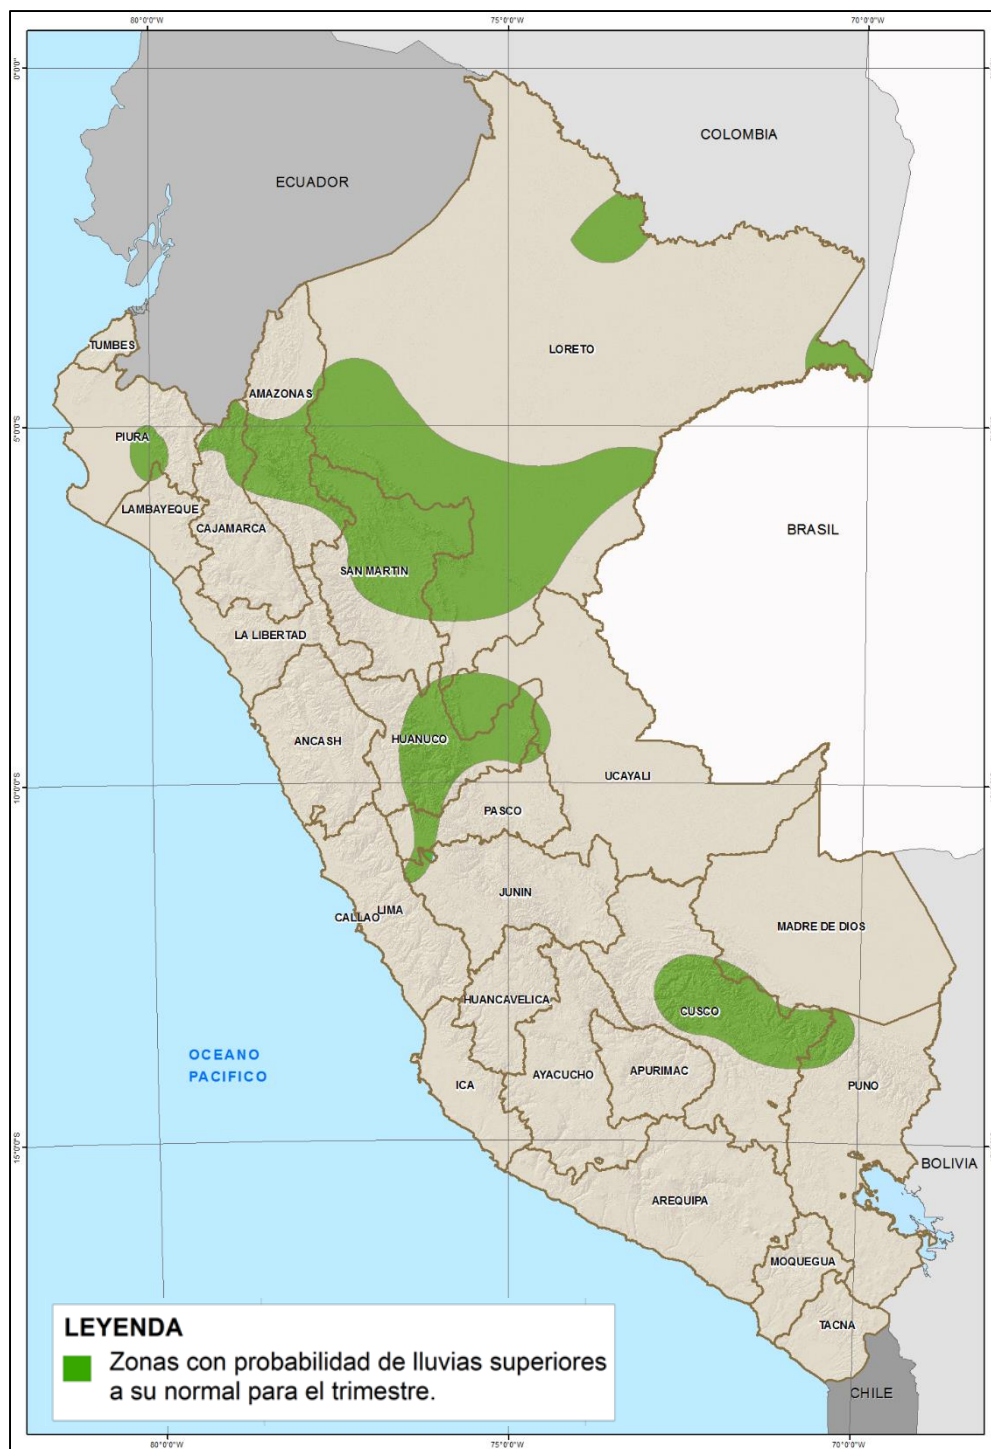 80°0'0"W
75°0'0"W
70°0'0"W
0°0'0"
COLOMBIA
ECUADOR
TUMBES
LORETO
AMAZONAS
5°0'0"S
PIURA
LAMBAYEQUE
CAJAMARCA
BRASIL
SAN MARTIN
LA LIBERTAD
ANCASH
HUANUCO
UCAYALI
10°0'0"S
PASCO
JUNIN
LIMA
CALLAO
MADRE DE DIOS
HUANCAVELICA
CUSCO
OCEANO
PACIFICO
AYACUCHO
APURIMAC
ICA
PUNO
15°0'0"S
BOLIVIA
AREQUIPA
MOQUEGUA
TACNA
LEYENDA
Zonas con probabilidad de lluvias superiores
a su normal para el trimestre.
CHILE
80°0'0"W
75°0'0"W
70°0'0"W